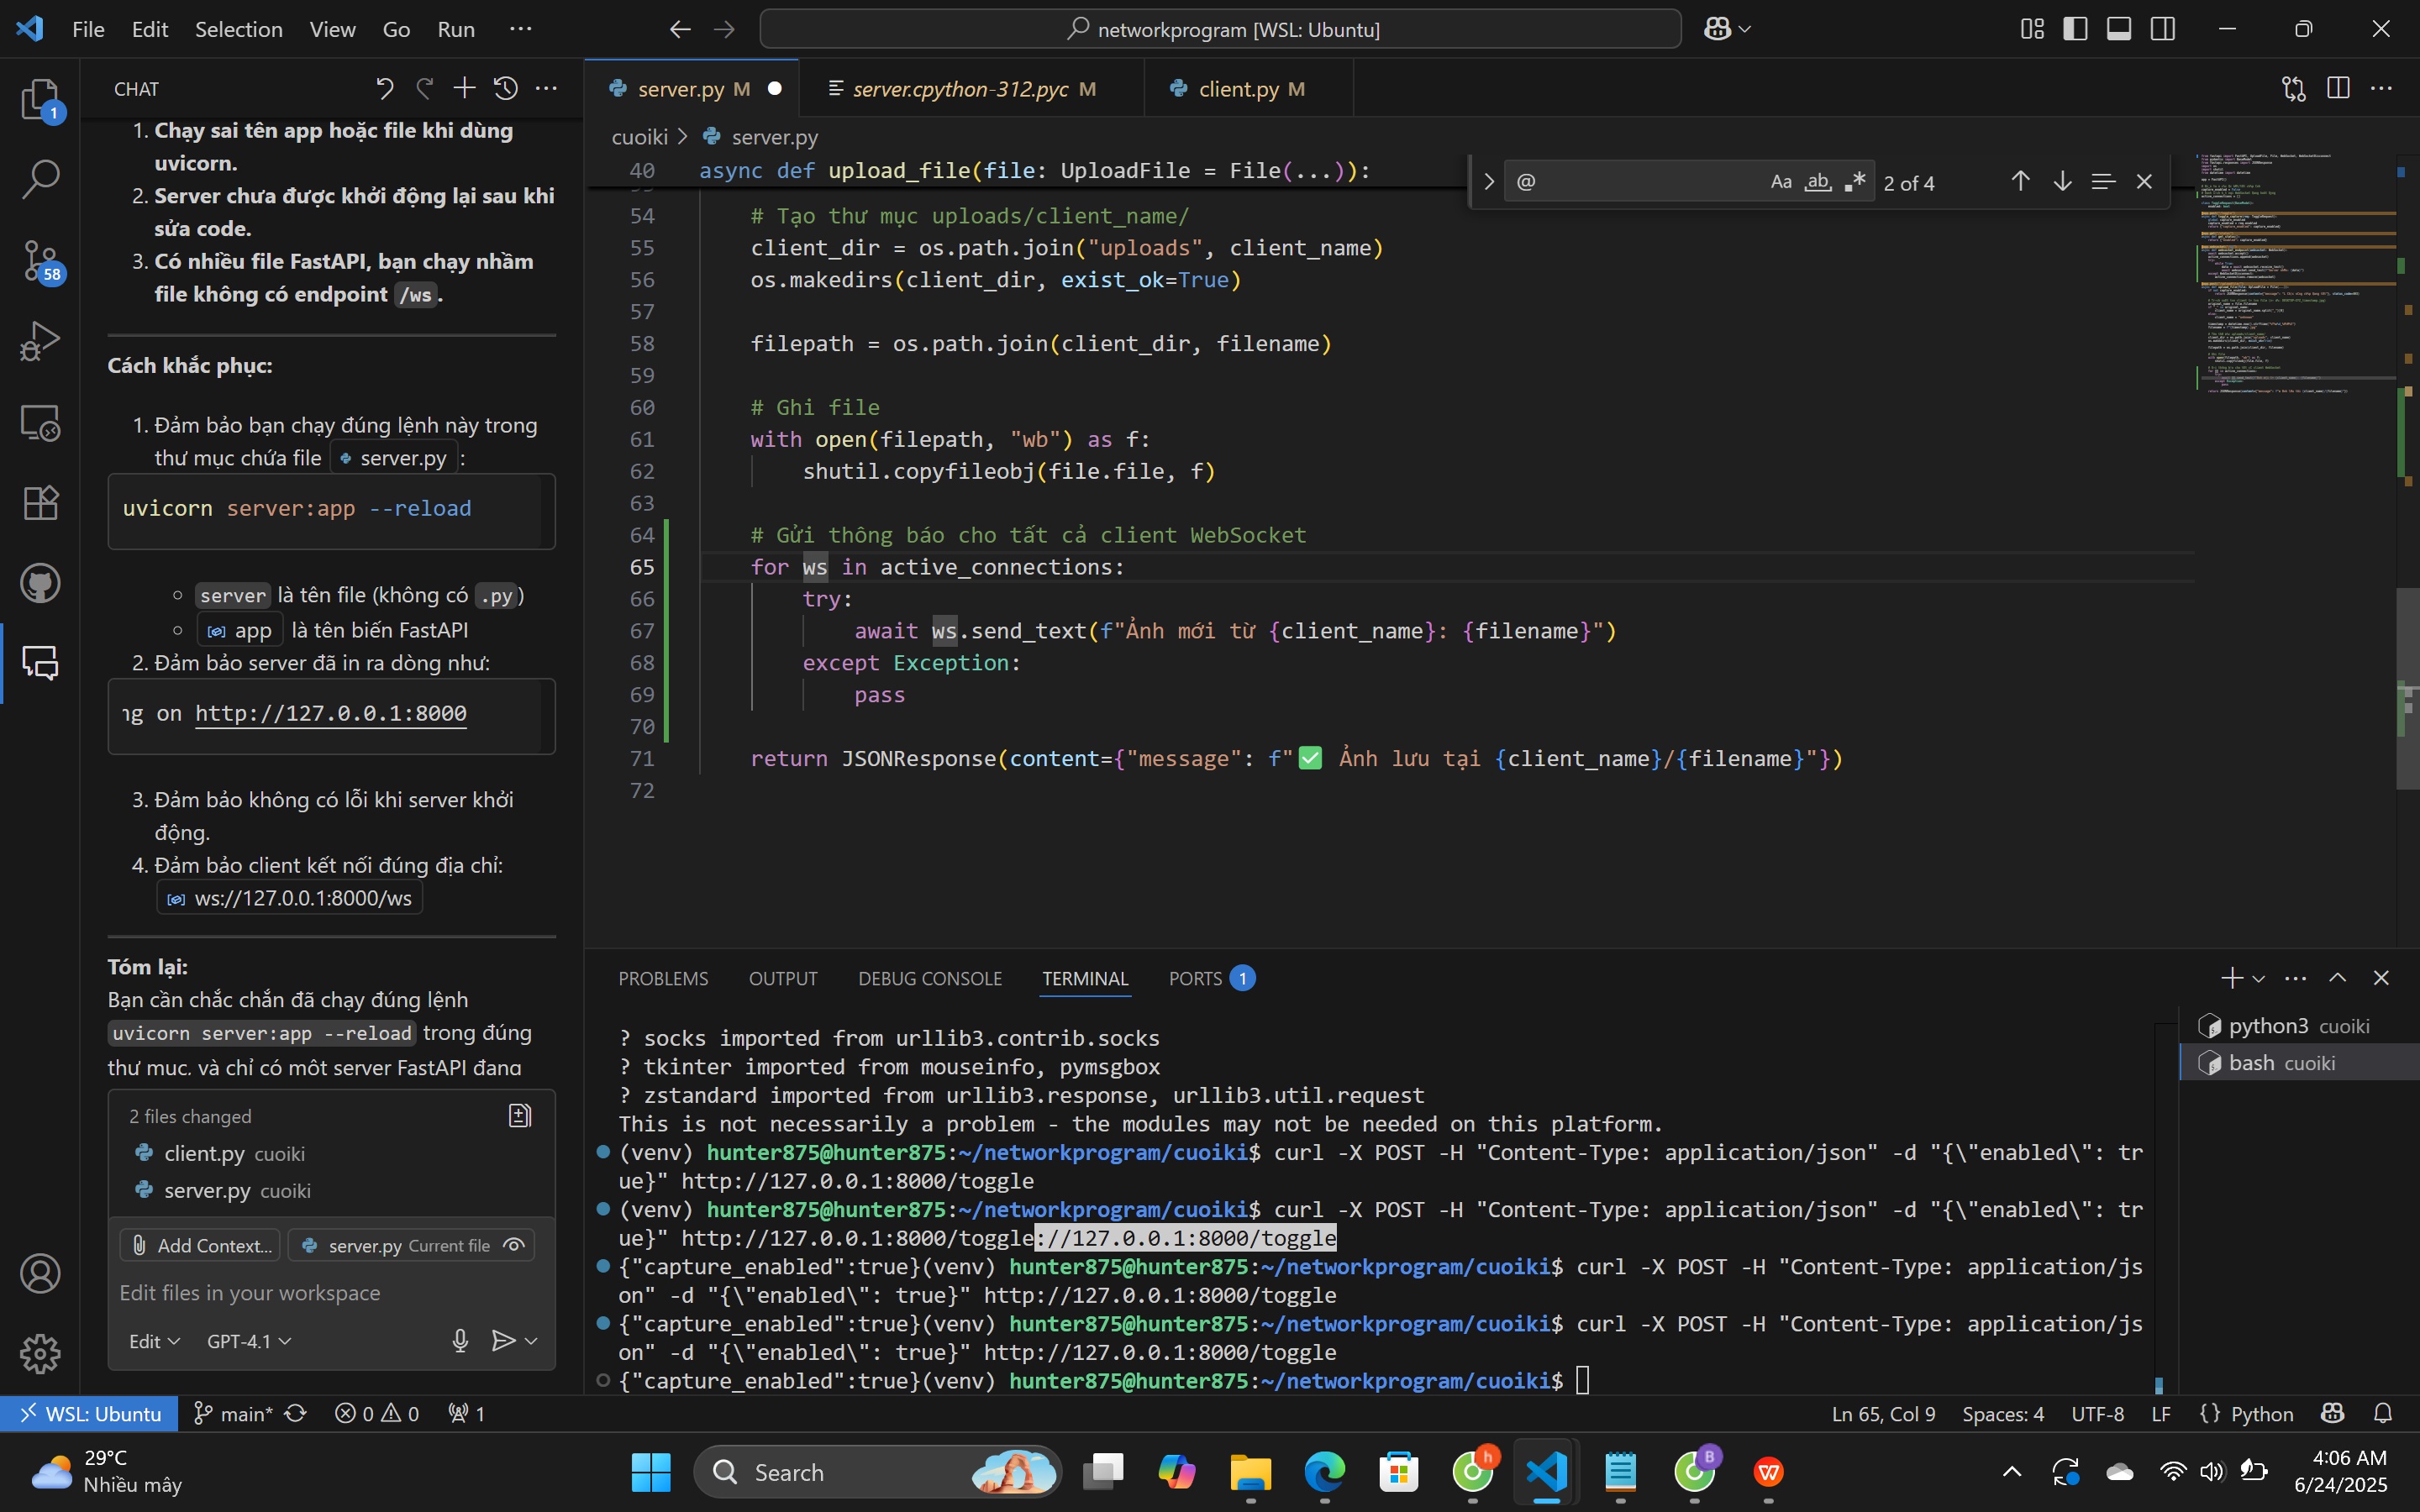 File Edit Selection View Go Run ···
networkprogram [WSL: Ubuntu]
CHAT
1
58
1. Chạy sai tên app hoặc file khi dùng
uvicorn.
2. Server chưa được khởi động lại sau khi
sửa code.
3. Có nhiều file FastAPI, bạn chạy nhầm
file không có endpoint /ws.
Cách khắc phục:
1. Đảm bảo bạn chạy đúng lệnh này trong
thư mục chứa file server.py :
uvicorn server:app --reload
server là tên file (không có .py)
app là tên biến FastAPI
2. Đảm bảo server đã in ra dòng như:
ng on http://127.0.0.1:8000
3. Đảm bảo không có lỗi khi server khởi
động.
4. Đảm bảo client kết nối đúng địa chỉ:
ws://127.0.0.1:8000/ws
Tóm lại:
Bạn cần chắc chắn đã chạy đúng lệnh
uvicorn server:app --reload trong đúng
thư mục, và chỉ có một server FastAPI đang
2 files changed
client.py cuoiki
server.py cuoiki
Add Context... server.py Current file
Edit files in your workspace
Edit GPT-4.1
server.py M server.cpython-312.pyc M client.py M
cuoiki > server.py
40 async def upload_file(file: UploadFile = File(...)):
@ Aa ab 2 of 4
54 # Tạo thư mục uploads/client_name/
55 client_dir = os.path.join("uploads", client_name)
56 os.makedirs(client_dir, exist_ok=True)
57
58 filepath = os.path.join(client_dir, filename)
59
60 # Ghi file
61 with open(filepath, "wb") as f:
62 shutil.copyfileobj(file.file, f)
63
64 # Gửi thông báo cho tất cả client WebSocket
65 for ws in active_connections:
66 try:
67 await ws.send_text(f"Ảnh mới từ {client_name}: {filename}")
68 except Exception:
69 pass
70
71 return JSONResponse(content={"message": f"✅ Ảnh lưu tại {client_name}/{filename}"})
72
PROBLEMS OUTPUT DEBUG CONSOLE TERMINAL PORTS 1
? socks imported from urllib3.contrib.socks
? tkinter imported from mouseinfo, pymsgbox
? zstandard imported from urllib3.response, urllib3.util.request
This is not necessarily a problem - the modules may not be needed on this platform.
(venv) hunter875@hunter875:~/networkprogram/cuoiki$ curl -X POST -H "Content-Type: application/json" -d "{\"enabled\": tr
ue}" http://127.0.0.1:8000/toggle
(venv) hunter875@hunter875:~/networkprogram/cuoiki$ curl -X POST -H "Content-Type: application/json" -d "{\"enabled\": tr
ue}" http://127.0.0.1:8000/toggle://127.0.0.1:8000/toggle
{"capture_enabled":true}(venv) hunter875@hunter875:~/networkprogram/cuoiki$ curl -X POST -H "Content-Type: application/js
on" -d "{\"enabled\": true}" http://127.0.0.1:8000/toggle
{"capture_enabled":true}(venv) hunter875@hunter875:~/networkprogram/cuoiki$ curl -X POST -H "Content-Type: application/js
on" -d "{\"enabled\": true}" http://127.0.0.1:8000/toggle
{"capture_enabled":true}(venv) hunter875@hunter875:~/networkprogram/cuoiki$
python3 cuoiki
bash cuoiki
WSL: Ubuntu main* 0 0 1 Ln 65, Col 9 Spaces: 4 UTF-8 LF {} Python
29°C
Nhiều mây
Search
h
B
4:06 AM
6/24/2025